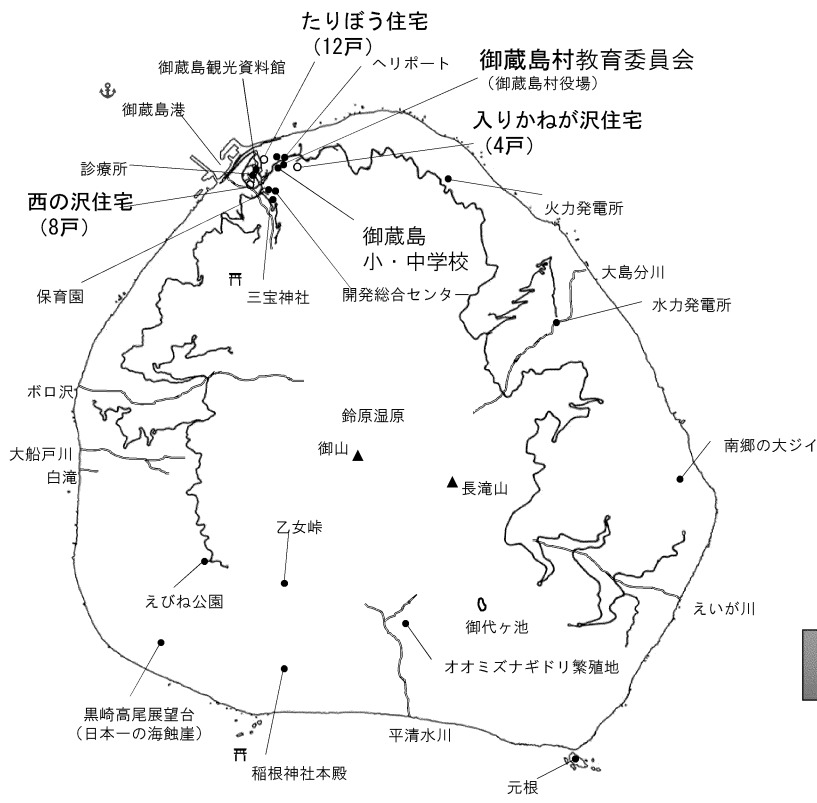 たりぼう住宅
（12戸）
御蔵島観光資料館
ヘリポート
御蔵島村教育委員会
（御蔵島村役場）
御蔵島港
入りかねが沢住宅
（4戸）
診療所
西の沢住宅
（8戸）
火力発電所
御蔵島
小・中学校
大島分川
保育園
三宝神社
開発総合センター
水力発電所
ボロ沢
鈴原湿原
御山
大船戸川
白滝
長滝山
南郷の大ジイ
乙女峠
えびね公園
御代ヶ池
えいが川
オオミズナギドリ繁殖地
黒崎高尾展望台
（日本一の海蝕崖）
平清水川
稲根神社本殿
元根